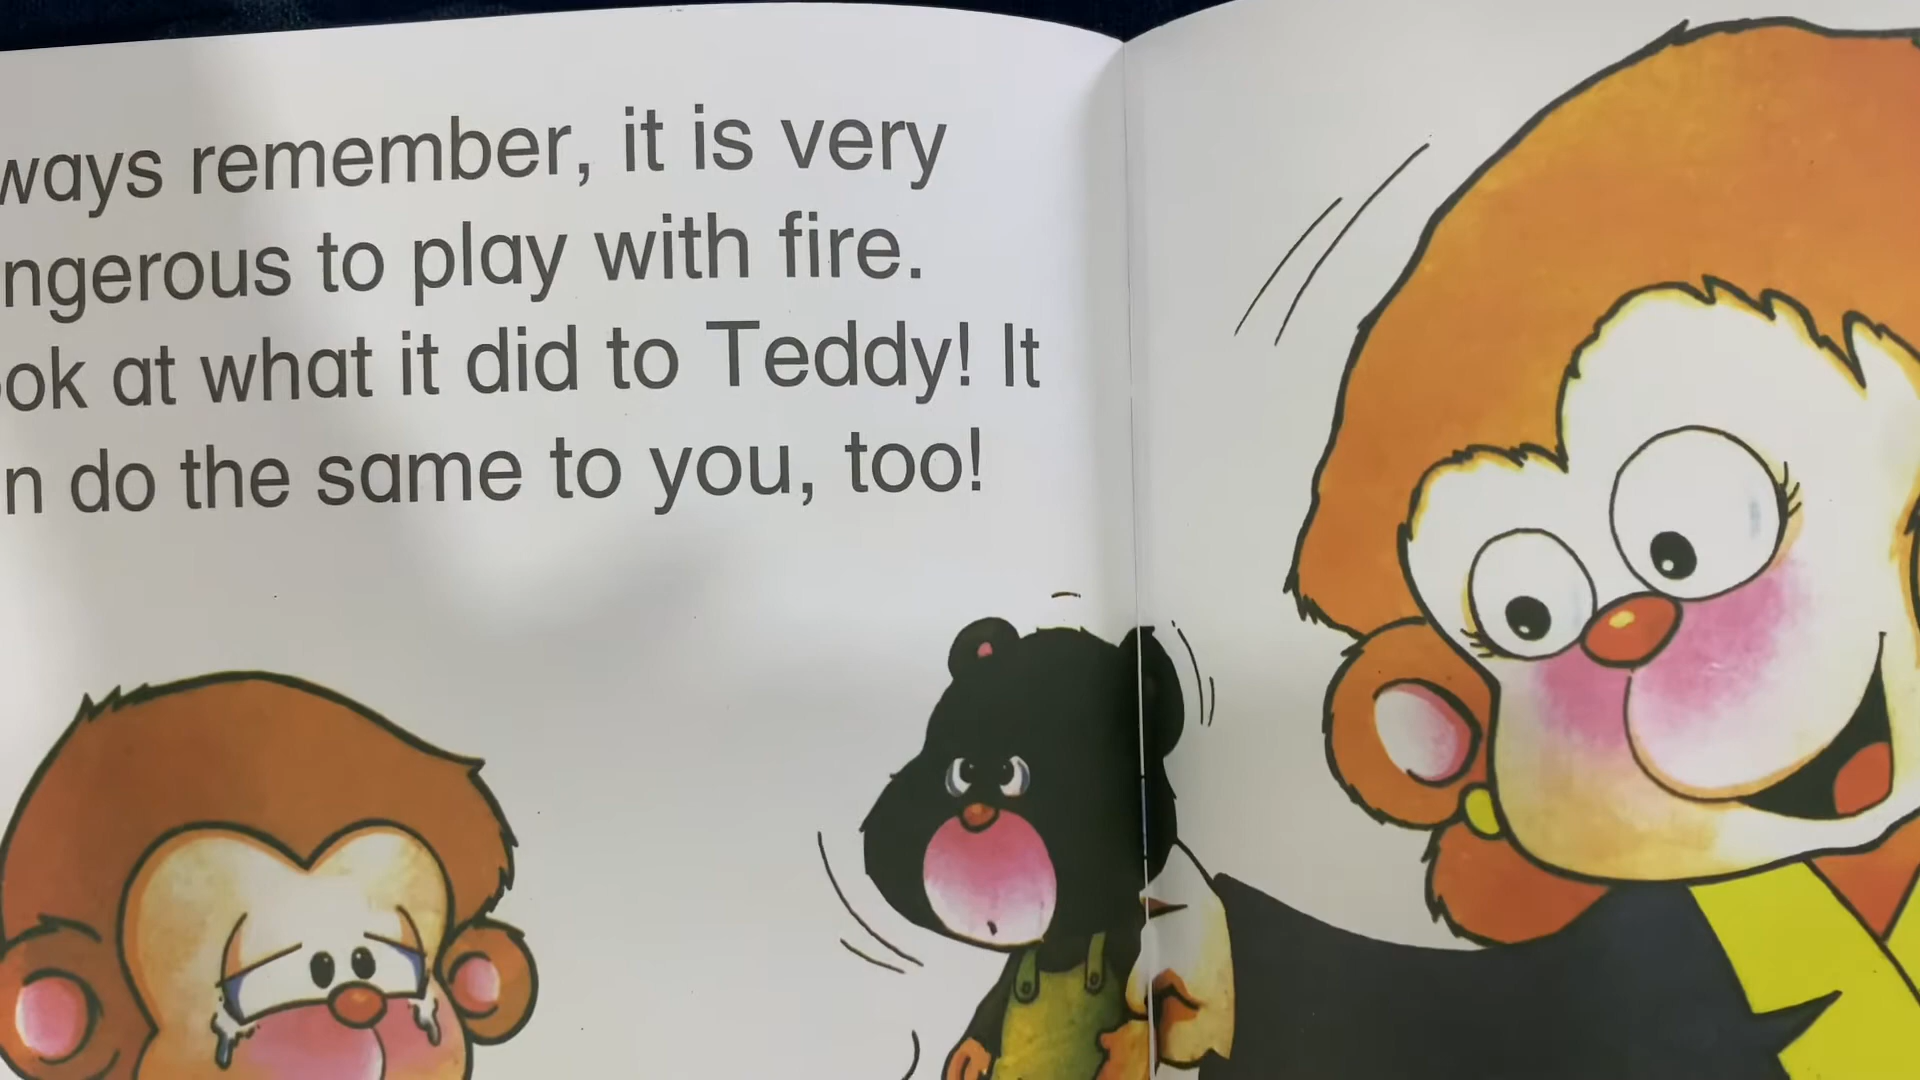 ways remember, it is very
ngerous to play with fire.
ok at what it did to Teddy! It
n do the same to you, too!